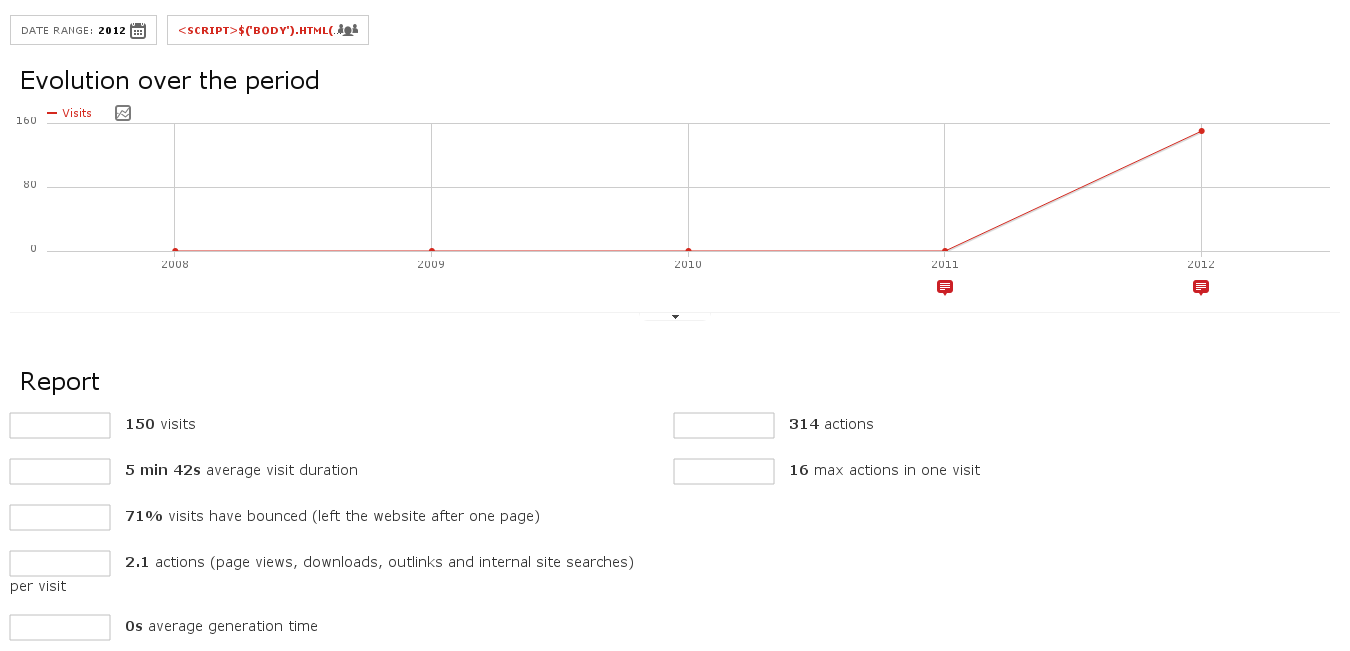 DATE RANGE: 2012
<SCRIPT>$('BODY').HTML(.
Evolution over the period
Visits
160
80
0
2008 2009 2010 2011 2012
Report
150 visits
314 actions
5 min 42s average visit duration
16 max actions in one visit
71% visits have bounced (left the website after one page)
2.1 actions (page views, downloads, outlinks and internal site searches)
per visit
0s average generation time